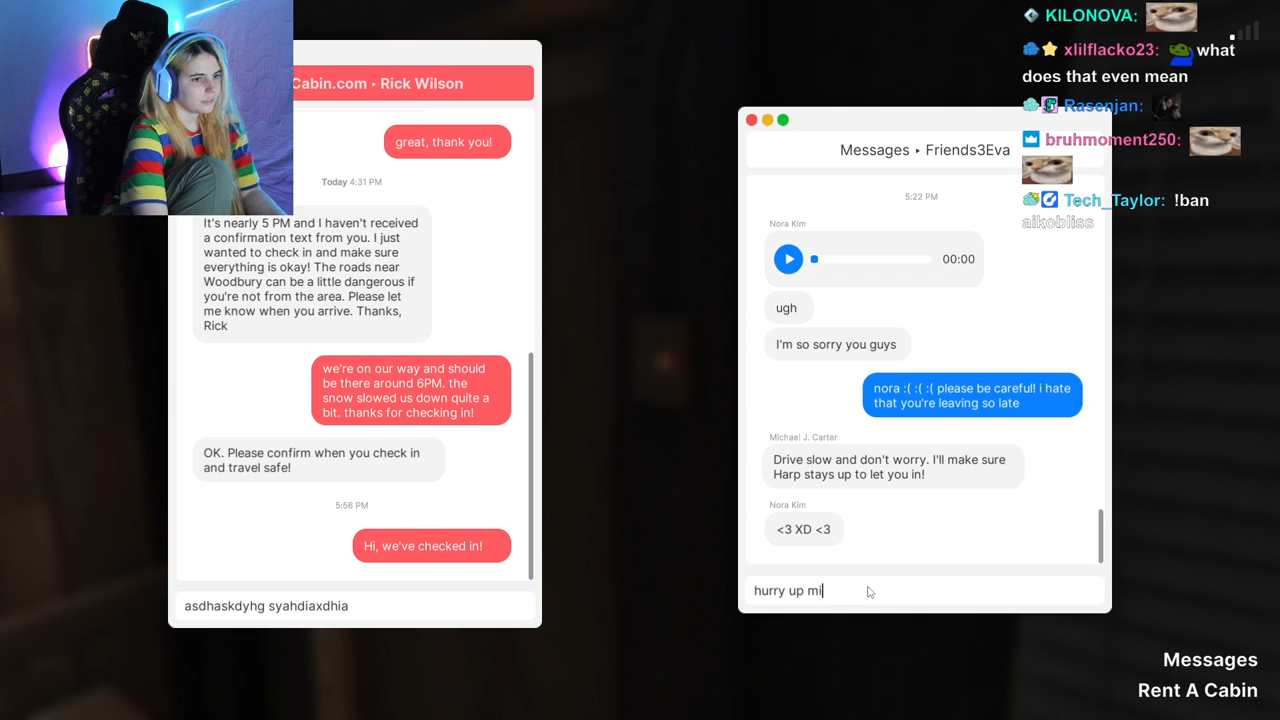 Cabin.com ▸ Rick Wilson
great, thank you!
Today 4:31 PM
It's nearly 5 PM and I haven't received
a confirmation text from you. I just
wanted to check in and make sure
everything is okay! The roads near
Woodbury can be a little dangerous if
you're not from the area. Please let
me know when you arrive. Thanks,
Rick
we're on our way and should
be there around 6PM. the
snow slowed us down quite a
bit. thanks for checking in!
OK. Please confirm when you check in
and travel safe!
5:56 PM
Hi, we've checked in!
asdhaskdyhg syahdiaxdhia
Messages ▸ Friends3Eva
5:22 PM
Nora Kim
00:00
ugh
I'm so sorry you guys
nora :( :( :( please be careful! i hate
that you're leaving so late
Michael J. Carter
Drive slow and don't worry. I'll make sure
Harp stays up to let you in!
Nora Kim
<3 XD <3
hurry up mi
KILONOVA:
xlilflacko23: what
does that even mean
Rasenjan:
bruhmoment250:
Tech_Taylor: !ban
aikobliss
Messages
Rent A Cabin